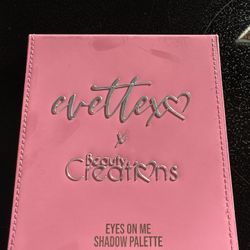 evettexo
x
Beauty
Creations
EYES ON ME
SHADOW PALETTE